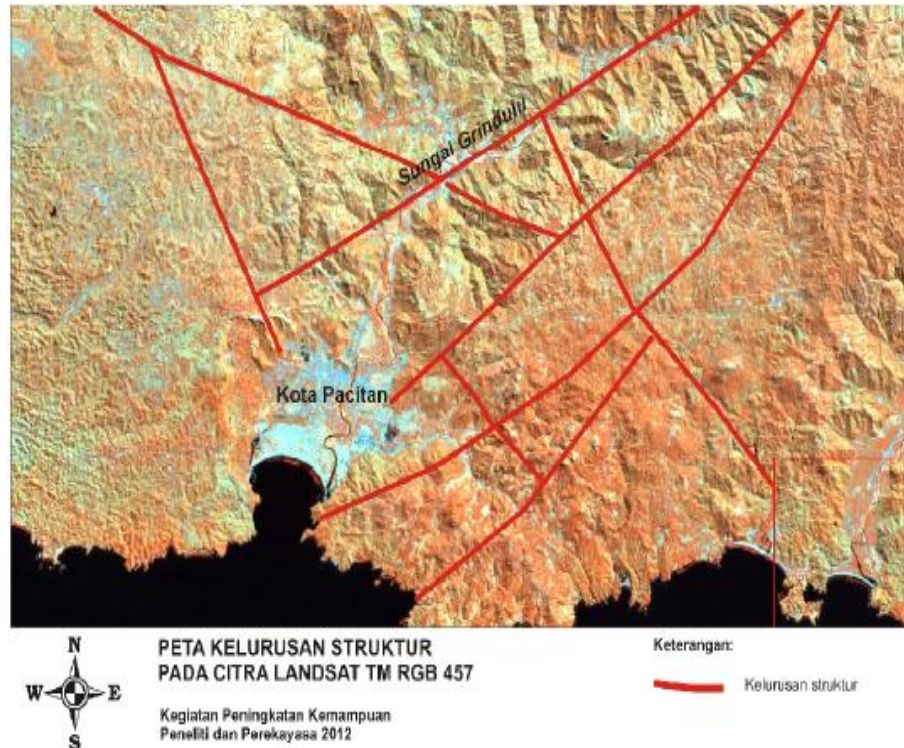 Sungai Grindulu
Kota Pacitan
N
W E
S
PETA KELURUSAN STRUKTUR
PADA CITRA LANDSAT TM RGB 457
Kegiatan Peningkatan Kemampuan
Peneliti dan Perekayasa 2012
Keterangan:
Kelurusan struktur